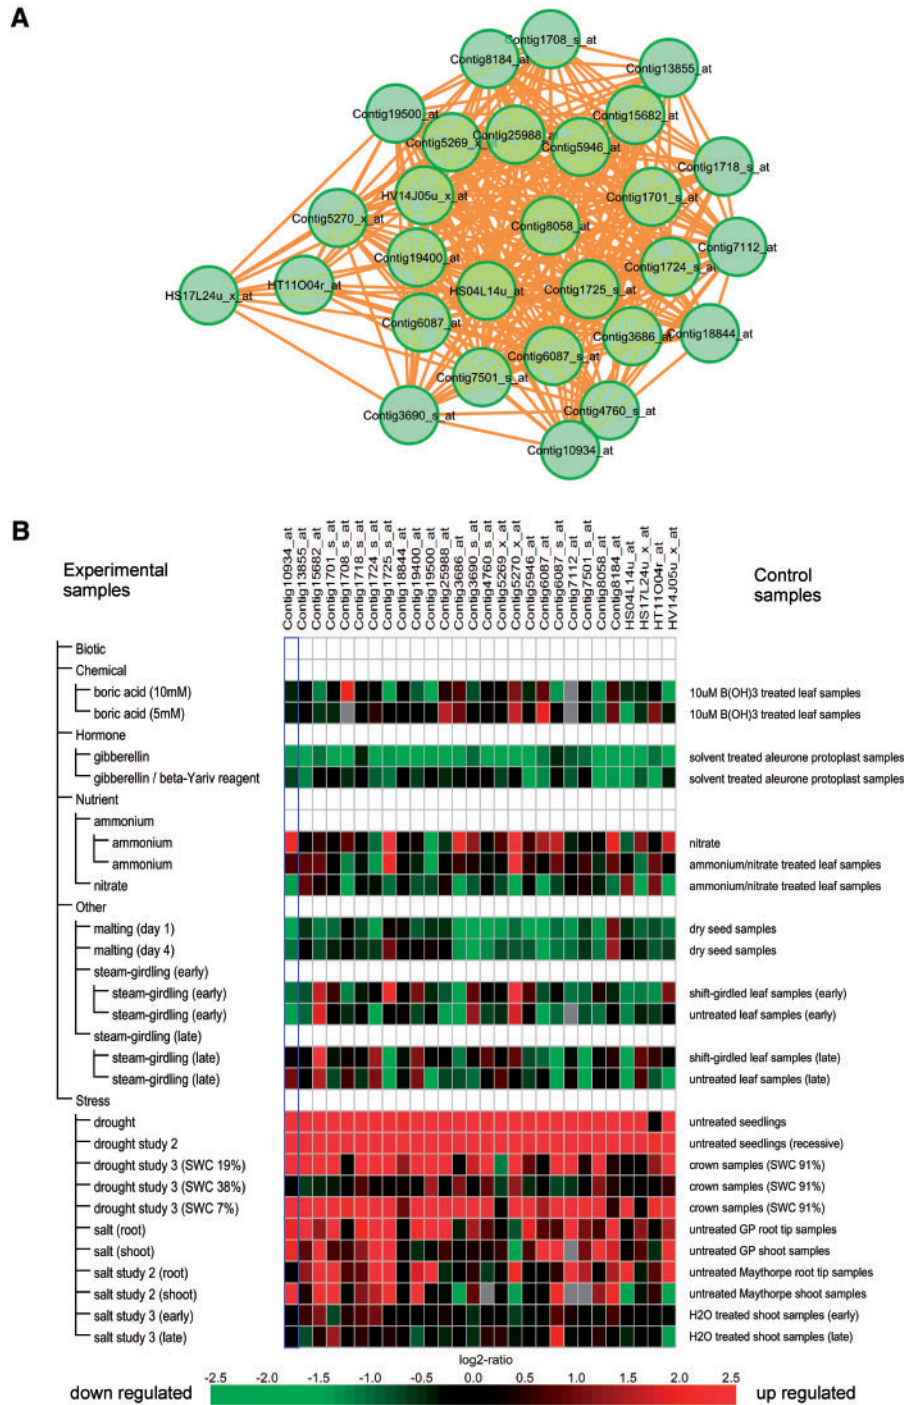 A
Contig1708_s_at
Contig8184_at
Contig13855_at
Contig19500_at
Contig15682_at
Contig25988_a
Contig5269_x_at
Contig5946_at
Contig1718_s_at
HV14J05u_x_at
Contig1701_s_at
Contig5270_x_at
Contig8058_at
Contig7112_at
Contig19400_at
Contig1724_s_at
HS17L24u_x_at
HT11O04r_at
HS04L14u_at
Contig1725_s_at
Contig6087_at
Contig3686_at
Contig18844_at
Contig6087_s_at
Contig7501_s_at
Contig3690_s_at
Contig4760_s_at
Contig10934_at
B
Experimental
samples
Contig10934_at
Contig13855_at
Contig15682_at
Contig1701_s_at
Contig1708_s_at
Contig1718_s_at
Contig1724_s_at
Contig1725_s_at
Contig18844_at
Contig19400_at
Contig19500_at
Contig25988_at
Contig3686_at
Contig3690_s_at
Contig4760_s_at
Contig5269_x_at
Contig5270_x_at
Contig5946_at
Contig6087_at
Contig6087_s_at
Contig7112_at
Contig7501_s_at
Contig8058_at
Contig8184_at
HS04L14u_at
HS17L24u_x_at
HT11O04r_at
HV14J05u_x_at
Control
samples
Biotic
Chemical
boric acid (10mM) 10uM B(OH)3 treated leaf samples
boric acid (5mM) 10uM B(OH)3 treated leaf samples
Hormone
gibberellin solvent treated aleurone protoplast samples
gibberellin / beta-Yariv reagent solvent treated aleurone protoplast samples
Nutrient
ammonium
ammonium nitrate
ammonium ammonium/nitrate treated leaf samples
nitrate ammonium/nitrate treated leaf samples
Other
malting (day 1) dry seed samples
malting (day 4) dry seed samples
steam-girdling (early)
steam-girdling (early) shift-girdled leaf samples (early)
steam-girdling (early) untreated leaf samples (early)
steam-girdling (late)
steam-girdling (late) shift-girdled leaf samples (late)
steam-girdling (late) untreated leaf samples (late)
Stress
drought untreated seedlings
drought study 2 untreated seedlings (recessive)
drought study 3 (SWC 19%) crown samples (SWC 91%)
drought study 3 (SWC 38%) crown samples (SWC 91%)
drought study 3 (SWC 7%) crown samples (SWC 91%)
salt (root) untreated GP root tip samples
salt (shoot) untreated GP shoot samples
salt study 2 (root) untreated Maythorpe root tip samples
salt study 2 (shoot) untreated Maythorpe shoot samples
salt study 3 (early) H2O treated shoot samples (early)
salt study 3 (late) H2O treated shoot samples (late)
log2-ratio
down regulated -2.5 -2.0 -1.5 -1.0 -0.5 0.0 0.5 1.0 1.5 2.0 2.5 up regulated